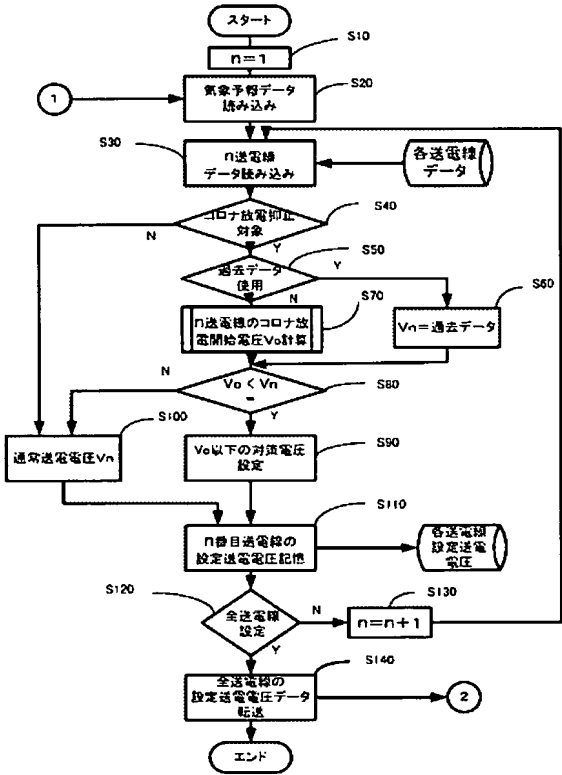 スタート
S10
n=1
S20
気象予報データ
読み込み
1
S30
n送電線
データ読み込み
各送電線
データ
S40
コロナ放電抑止
対象
N
Y
S50
過去データ
使用
Y
N
S60
Vn=過去データ
S70
n送電線のコロナ放
電開始電圧Vo計算
S80
Vo<Vn
=
N
Y
S100
通常送電電圧Vn
S90
Vo以下の対策電圧
設定
S110
n番目送電線の
設定送電電圧記憶
各送電線
設定送電
電圧
S120
全送電線
設定
N
Y
S130
n=n+1
S140
全送電線の
設定送電電圧データ
転送
2
エンド